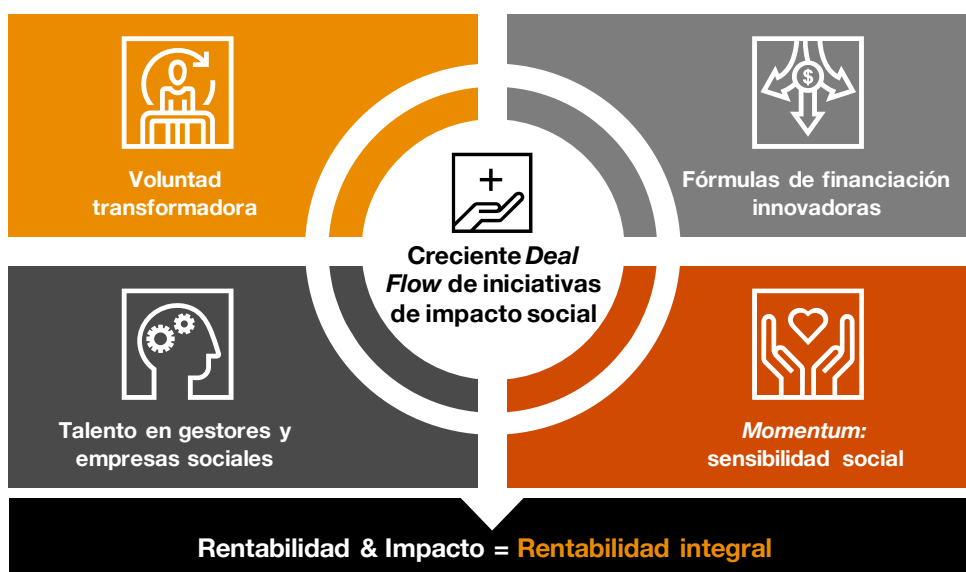 Voluntad
transformadora
Fórmulas de financiación
innovadoras
$
+
Creciente Deal
Flow de iniciativas
de impacto social
Talento en gestores y
empresas sociales
Momentum:
sensibilidad social
Rentabilidad & Impacto = Rentabilidad integral